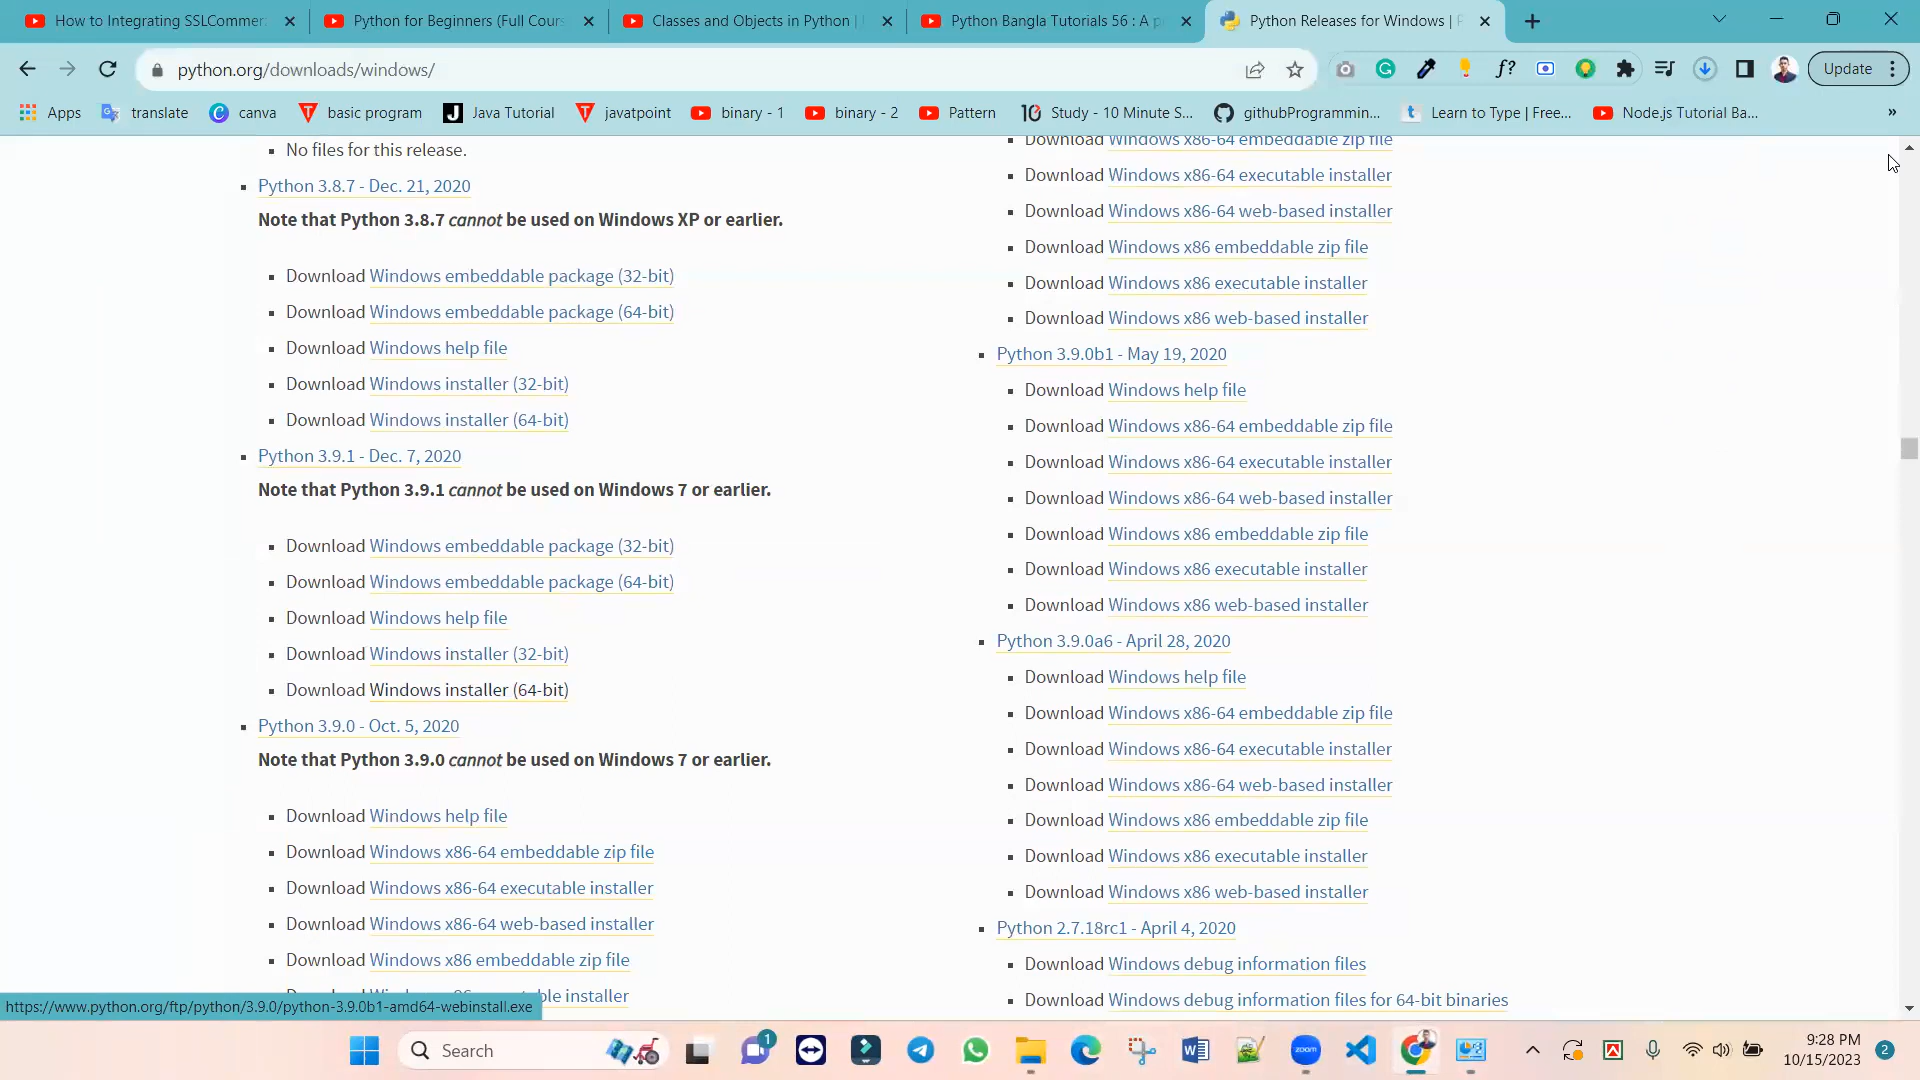 How to Integrating SSLCommer
Python for Beginners (Full Cours
Classes and Objects in Python |
Python Bangla Tutorials 56 : A p
Python Releases for Windows |
python.org/downloads/windows/
Update
Apps
translate
canva
basic program
Java Tutorial
javatpoint
binary - 1
binary - 2
Pattern
Study - 10 Minute S...
githubProgrammin...
Learn to Type | Free...
Node.js Tutorial Ba...
»
No files for this release.
Python 3.8.7 - Dec. 21, 2020
Note that Python 3.8.7 cannot be used on Windows XP or earlier.
Download Windows embeddable package (32-bit)
Download Windows embeddable package (64-bit)
Download Windows help file
Download Windows installer (32-bit)
Download Windows installer (64-bit)
Python 3.9.1 - Dec. 7, 2020
Note that Python 3.9.1 cannot be used on Windows 7 or earlier.
Download Windows embeddable package (32-bit)
Download Windows embeddable package (64-bit)
Download Windows help file
Download Windows installer (32-bit)
Download Windows installer (64-bit)
Python 3.9.0 - Oct. 5, 2020
Note that Python 3.9.0 cannot be used on Windows 7 or earlier.
Download Windows help file
Download Windows x86-64 embeddable zip file
Download Windows x86-64 executable installer
Download Windows x86-64 web-based installer
Download Windows x86 embeddable zip file
installer
Download Windows x86-64 embeddable zip file
Download Windows x86-64 executable installer
Download Windows x86-64 web-based installer
Download Windows x86 embeddable zip file
Download Windows x86 executable installer
Download Windows x86 web-based installer
Python 3.9.0b1 - May 19, 2020
Download Windows help file
Download Windows x86-64 embeddable zip file
Download Windows x86-64 executable installer
Download Windows x86-64 web-based installer
Download Windows x86 embeddable zip file
Download Windows x86 executable installer
Download Windows x86 web-based installer
Python 3.9.0a6 - April 28, 2020
Download Windows help file
Download Windows x86-64 embeddable zip file
Download Windows x86-64 executable installer
Download Windows x86-64 web-based installer
Download Windows x86 embeddable zip file
Download Windows x86 executable installer
Download Windows x86 web-based installer
Python 2.7.18rc1 - April 4, 2020
Download Windows debug information files
Download Windows debug information files for 64-bit binaries
https://www.python.org/ftp/python/3.9.0/python-3.9.0b1-amd64-webinstall.exe
Search
1
zoom
9:28 PM
10/15/2023
2